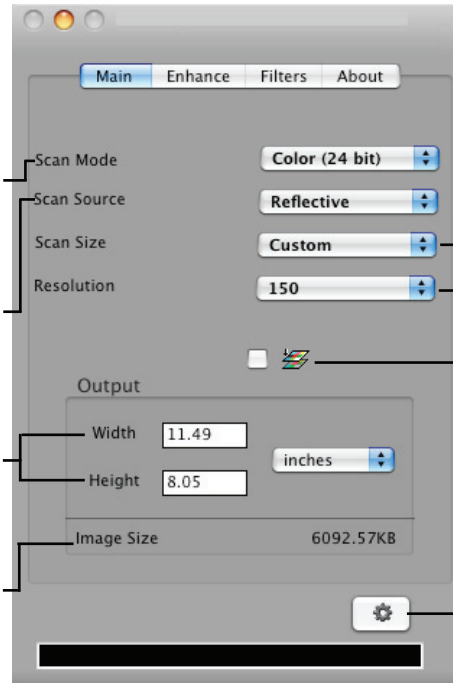 Main Enhance Filters About
Scan Mode Color (24 bit)
Scan Source Reflective
Scan Size Custom
Resolution 150
Output
Width 11.49
inches
Height 8.05
Image Size 6092.57KB